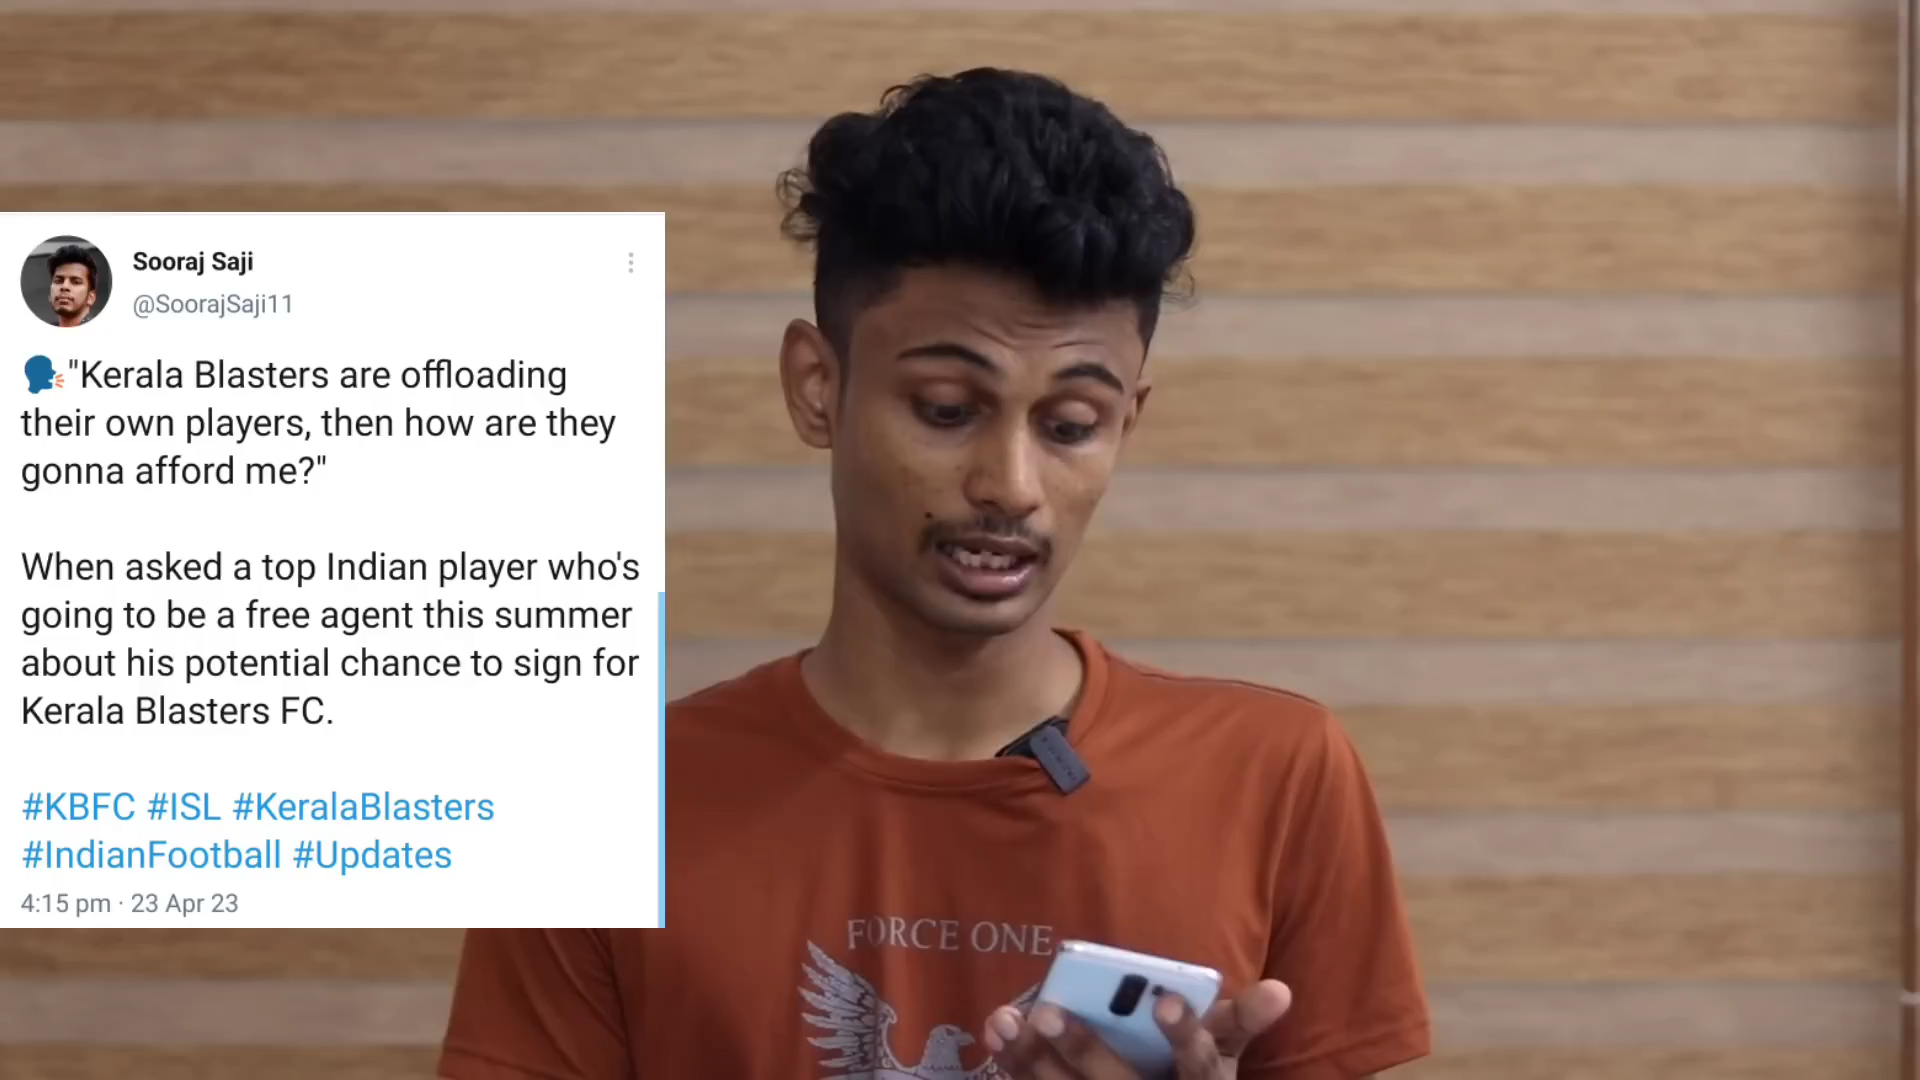 Sooraj Saji
@SoorajSaji11
🗣"Kerala Blasters are offloading
their own players, then how are they
gonna afford me?"
When asked a top Indian player who's
going to be a free agent this summer
about his potential chance to sign for
Kerala Blasters FC.
#KBFC #ISL #KeralaBlasters
#IndianFootball #Updates
4:15 pm · 23 Apr 23
FORCE ONE